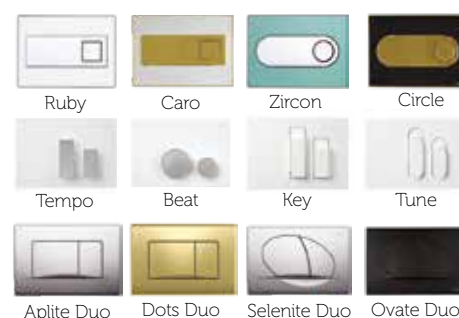 Ruby Caro Zircon Circle
Tempo Beat Key Tune
Aplite Duo Dots Duo Selenite Duo Ovate Duo